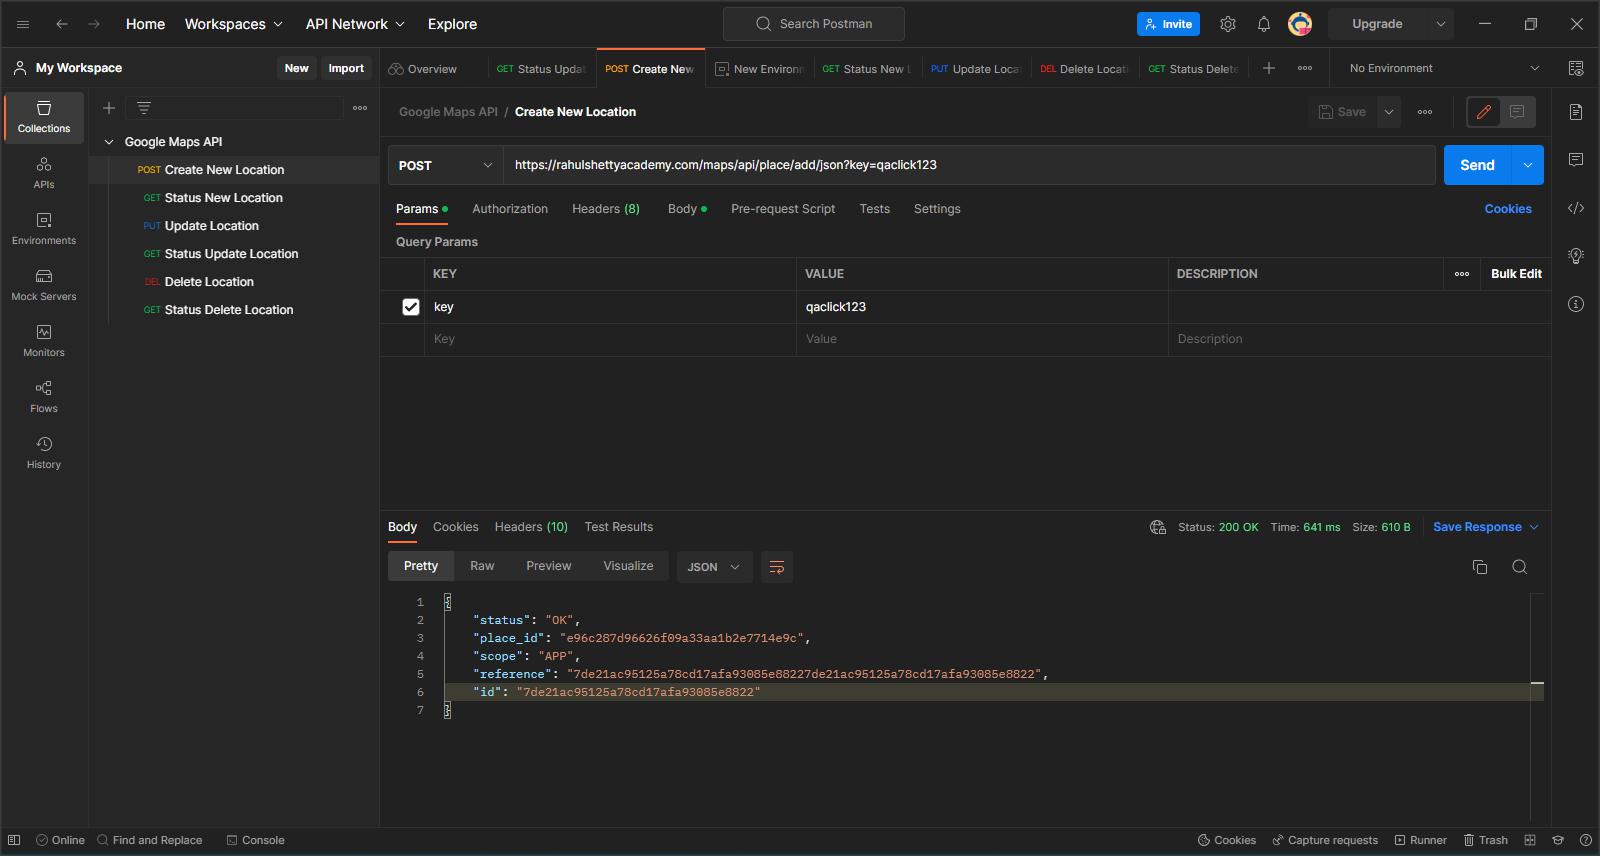 Home Workspaces API Network Explore Search Postman Invite Upgrade
My Workspace New Import Overview GET Status Updat POST Create New New Environm GET Status New L PUT Update Locat DEL Delete Locati GET Status Delete No Environment
Collections
APIs
Environments
Mock Servers
Monitors
Flows
History
Google Maps API
POST Create New Location
GET Status New Location
PUT Update Location
GET Status Update Location
DEL Delete Location
GET Status Delete Location
Google Maps API / Create New Location Save
POST https://rahulshettyacademy.com/maps/api/place/add/json?key=qaclick123 Send
Params Authorization Headers (8) Body Pre-request Script Tests Settings Cookies
Query Params
KEY VALUE DESCRIPTION Bulk Edit
key qaclick123
Key Value Description
Body Cookies Headers (10) Test Results Status: 200 OK Time: 641 ms Size: 610 B Save Response
Pretty Raw Preview Visualize JSON
1 {
2 "status": "OK",
3 "place_id": "e96c287d96626f09a33aa1b2e7714e9c",
4 "scope": "APP",
5 "reference": "7de21ac95125a78cd17afa93085e88227de21ac95125a78cd17afa93085e8822",
6 "id": "7de21ac95125a78cd17afa93085e8822"
7 }
Online Find and Replace Console Cookies Capture requests Runner Trash